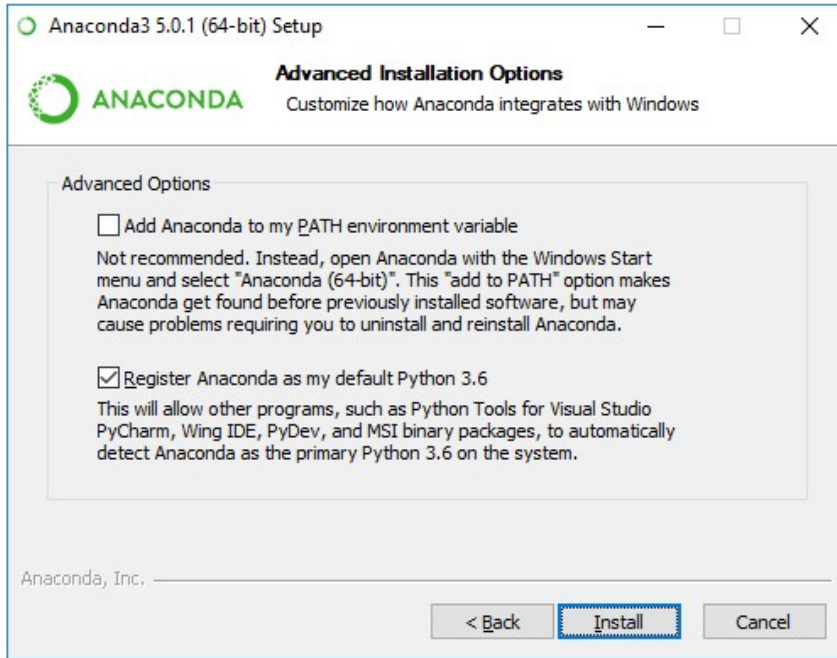 Anaconda3 5.0.1 (64-bit) Setup
Advanced Installation Options
ANACONDA
Customize how Anaconda integrates with Windows
Advanced Options
Add Anaconda to my PATH environment variable
Not recommended. Instead, open Anaconda with the Windows Start
menu and select "Anaconda (64-bit)". This "add to PATH" option makes
Anaconda get found before previously installed software, but may
cause problems requiring you to uninstall and reinstall Anaconda.
Register Anaconda as my default Python 3.6
This will allow other programs, such as Python Tools for Visual Studio
PyCharm, Wing IDE, PyDev, and MSI binary packages, to automatically
detect Anaconda as the primary Python 3.6 on the system.
Anaconda, Inc.
< Back Install Cancel